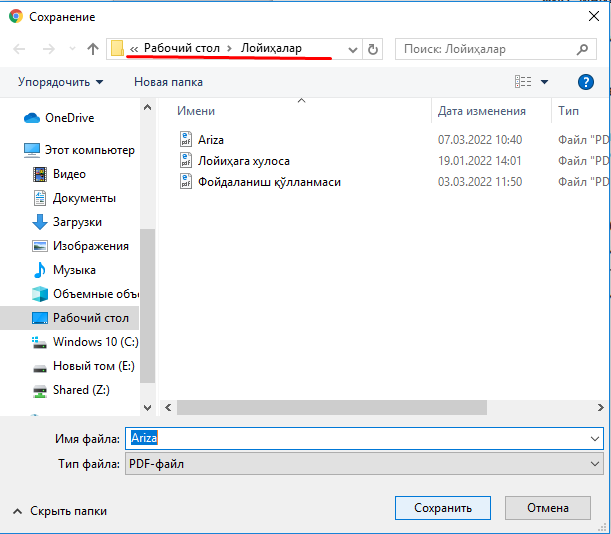 Сохранение
« Рабочий стол › Лойиҳалар
Поиск: Лойиҳалар
Упорядочить
Новая папка
?
OneDrive
Этот компьютер
Видео
Документы
Загрузки
Изображения
Музыка
Объемные объ
Рабочий стол
Windows 10 (C:)
Новый том (E:)
Shared (Z:)
Имени Дата изменения Тип
Ariza 07.03.2022 10:40 Файл "PD
Лойиҳага хулоса 19.01.2022 14:01 Файл "PD
Фойдаланиш қўлланмаси 03.03.2022 11:50 Файл "PD
Имя файла: Ariza
Тип файла: PDF-файл
Скрыть папки
Сохранить
Отмена